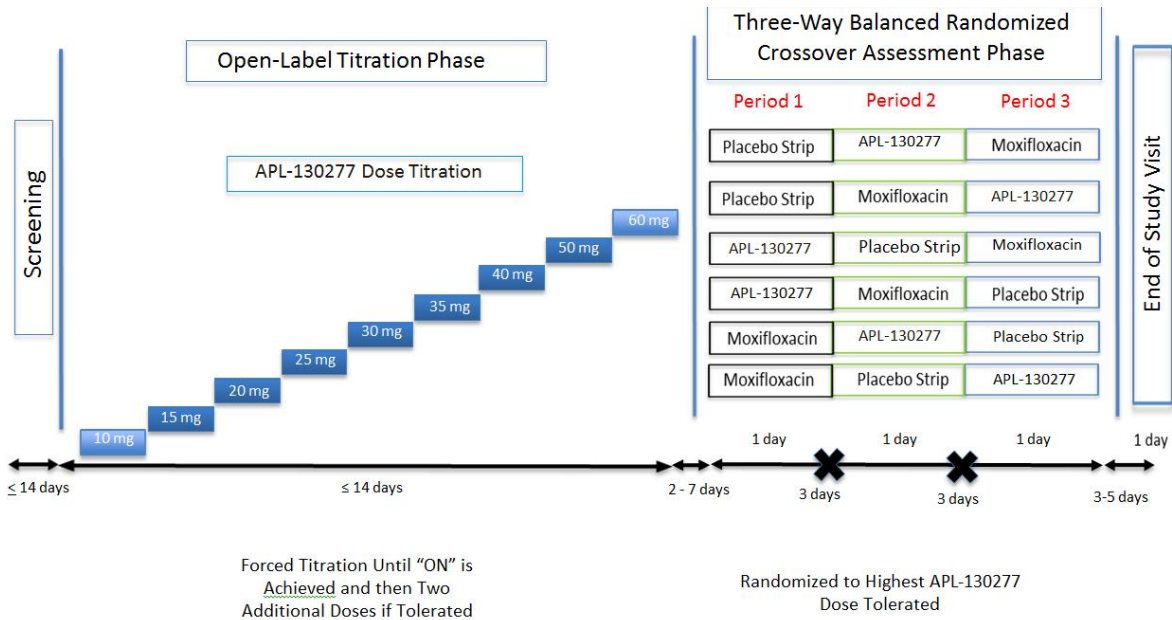 Screening
Open-Label Titration Phase
APL-130277 Dose Titration
10 mg
15 mg
20 mg
25 mg
30 mg
35 mg
40 mg
50 mg
60 mg
Three-Way Balanced Randomized
Crossover Assessment Phase
Period 1 Period 2 Period 3
Placebo Strip APL-130277 Moxifloxacin
Placebo Strip Moxifloxacin APL-130277
APL-130277 Placebo Strip Moxifloxacin
APL-130277 Moxifloxacin Placebo Strip
Moxifloxacin APL-130277 Placebo Strip
Moxifloxacin Placebo Strip APL-130277
End of Study Visit
1 day 1 day 1 day 1 day
≤ 14 days ≤ 14 days 2 - 7 days 3 days 3 days 3-5 days
Forced Titration Until “ON” is
Achieved and then Two
Additional Doses if Tolerated
Randomized to Highest APL-130277
Dose Tolerated